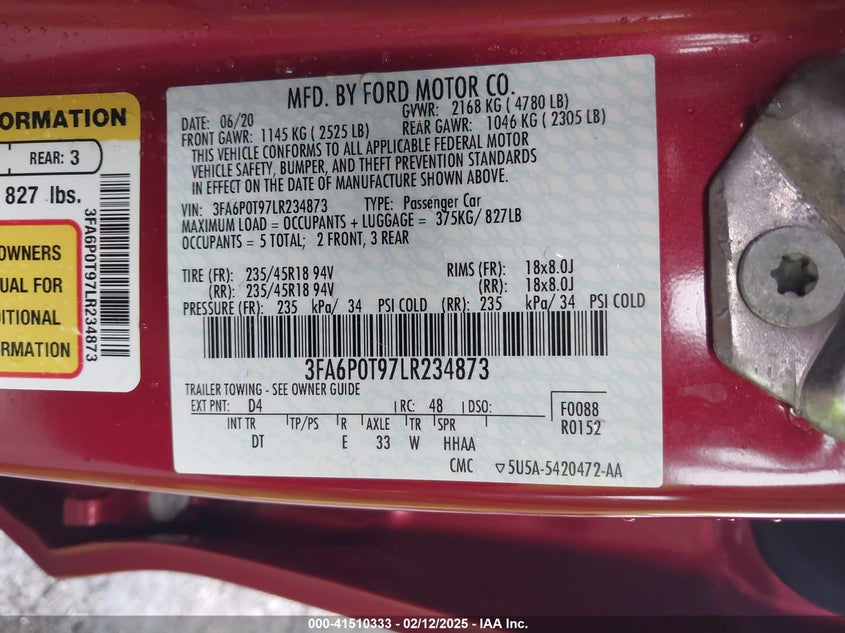 ORMATION
REAR: 3
827 lbs.
OWNERS
UAL FOR
DITIONAL
FORMATION
3FA6P0T97LR234873
MFD. BY FORD MOTOR CO.
DATE: 06/20 GVWR: 2168 KG ( 4780 LB)
FRONT GAWR: 1145 KG ( 2525 LB) REAR GAWR: 1046 KG ( 2305 LB)
THIS VEHICLE CONFORMS TO ALL APPLICABLE FEDERAL MOTOR
VEHICLE SAFETY, BUMPER, AND THEFT PREVENTION STANDARDS
IN EFFECT ON THE DATE OF MANUFACTURE SHOWN ABOVE.
VIN: 3FA6P0T97LR234873 TYPE: Passenger Car
MAXIMUM LOAD = OCCUPANTS + LUGGAGE = 375KG/ 827LB
OCCUPANTS = 5 TOTAL; 2 FRONT, 3 REAR
TIRE (FR): 235/45R18 94V RIMS (FR): 18x8.0J
(RR): 235/45R18 94V (RR): 18x8.0J
PRESSURE (FR): 235 kPa/ 34 PSI COLD (RR): 235 kPa/ 34 PSI COLD
3FA6P0T97LR234873
TRAILER TOWING - SEE OWNER GUIDE
EXT PNT: D4 RC: 48 DSO: F0088
R0152
INT TR TP/PS R AXLE TR SPR
DT E 33 W HHAA
CMC ▽5U5A-5420472-AA
000-41510333 - 02/12/2025 - IAA Inc.